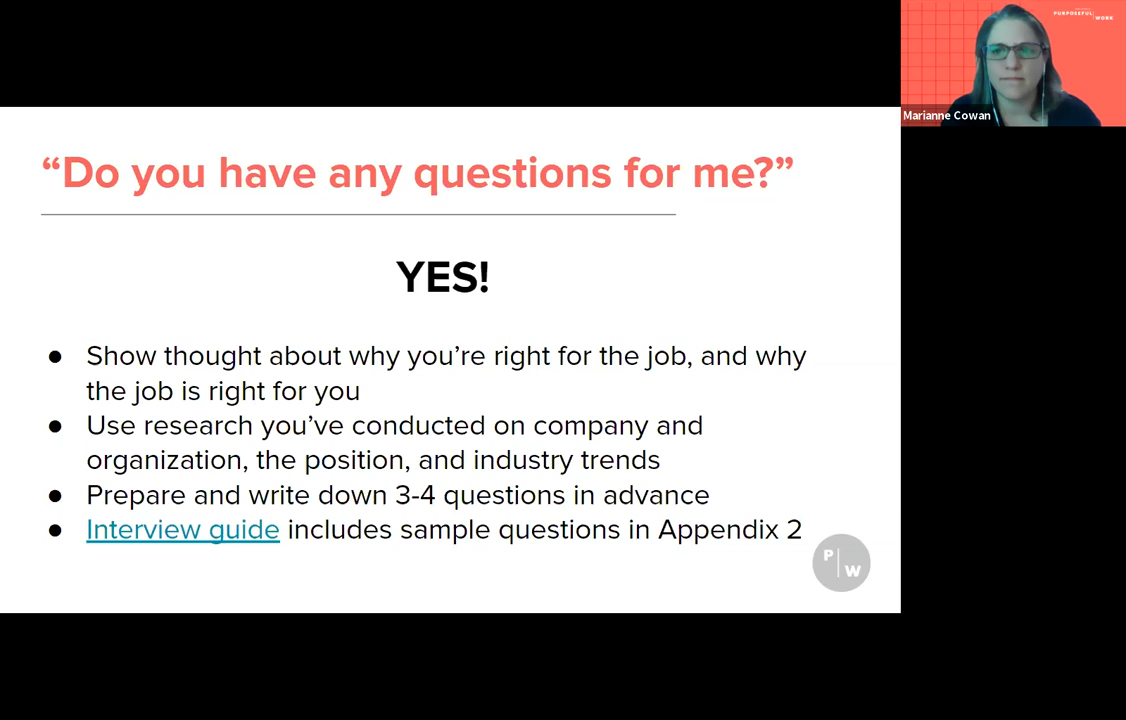 PURPOSEFUL
WORK
Marianne Cowan
“Do you have any questions for me?”
YES!
● Show thought about why you’re right for the job, and why
the job is right for you
● Use research you’ve conducted on company and
organization, the position, and industry trends
● Prepare and write down 3-4 questions in advance
● Interview guide includes sample questions in Appendix 2
P
W